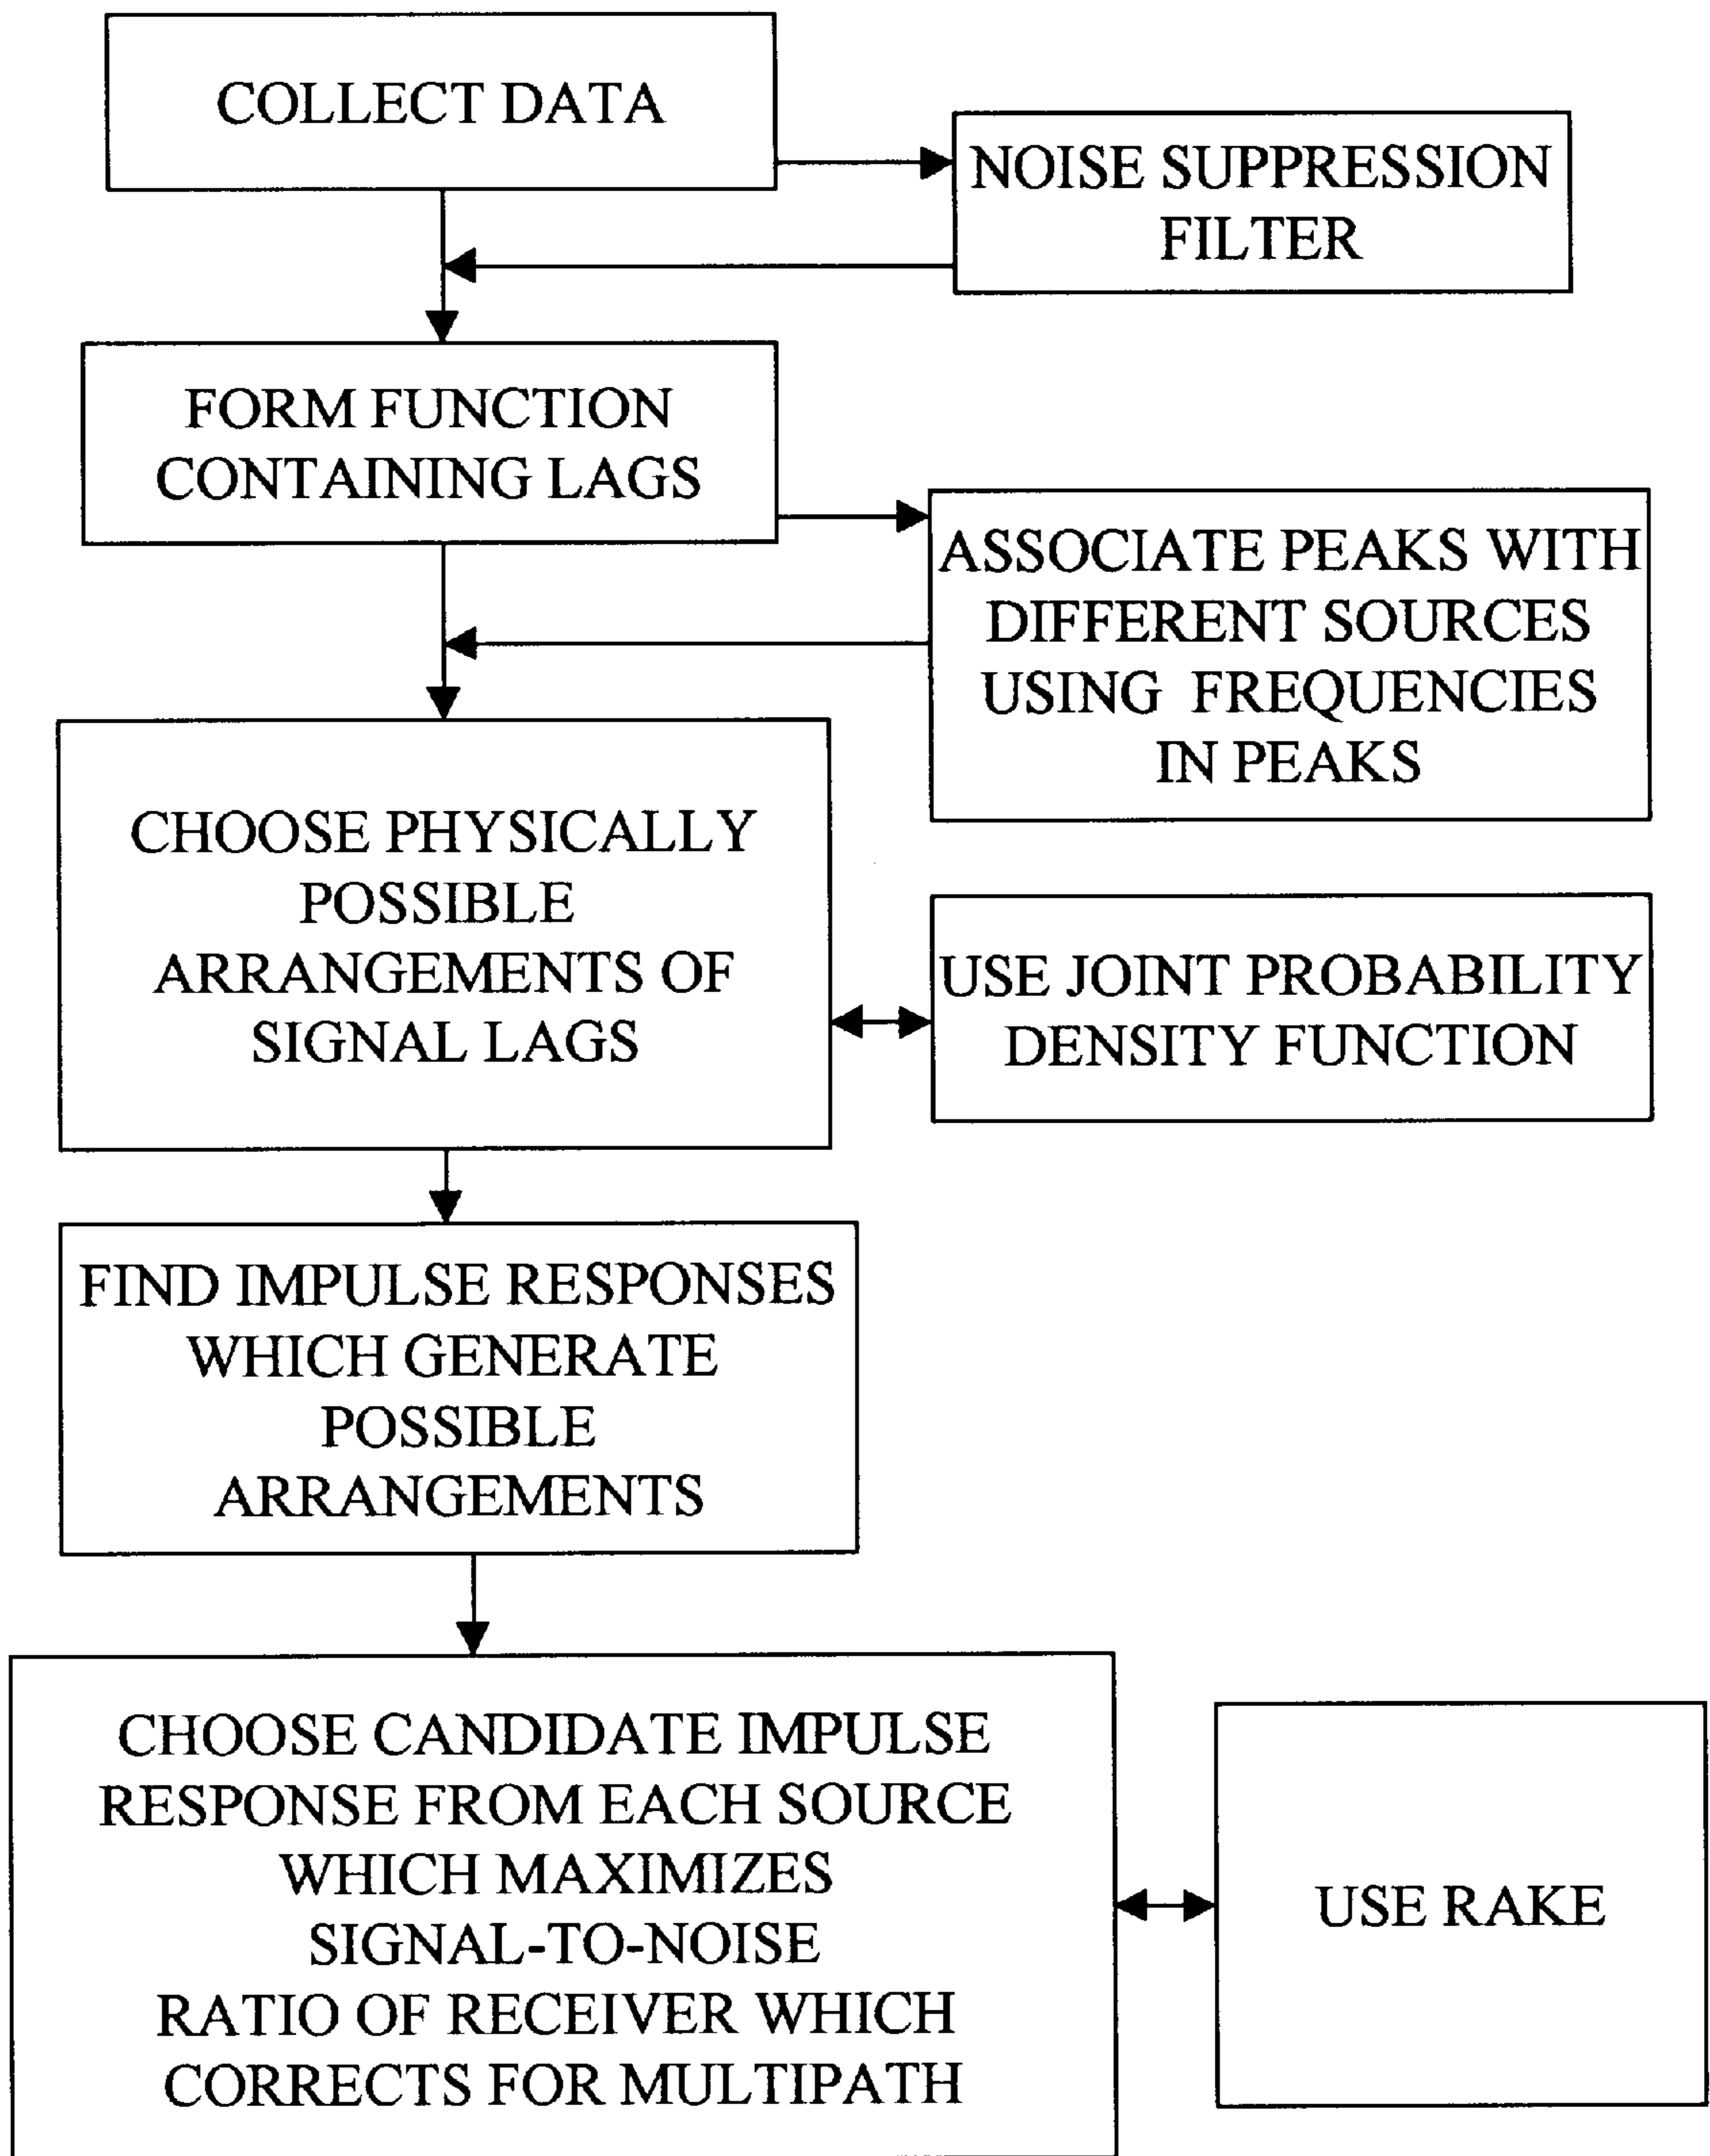 COLLECT DATA
NOISE SUPPRESSION
FILTER
FORM FUNCTION
CONTAINING LAGS
ASSOCIATE PEAKS WITH
DIFFERENT SOURCES
USING FREQUENCIES
IN PEAKS
CHOOSE PHYSICALLY
POSSIBLE
ARRANGEMENTS OF
SIGNAL LAGS
USE JOINT PROBABILITY
DENSITY FUNCTION
FIND IMPULSE RESPONSES
WHICH GENERATE
POSSIBLE
ARRANGEMENTS
CHOOSE CANDIDATE IMPULSE
RESPONSE FROM EACH SOURCE
WHICH MAXIMIZES
SIGNAL-TO-NOISE
RATIO OF RECEIVER WHICH
CORRECTS FOR MULTIPATH
USE RAKE